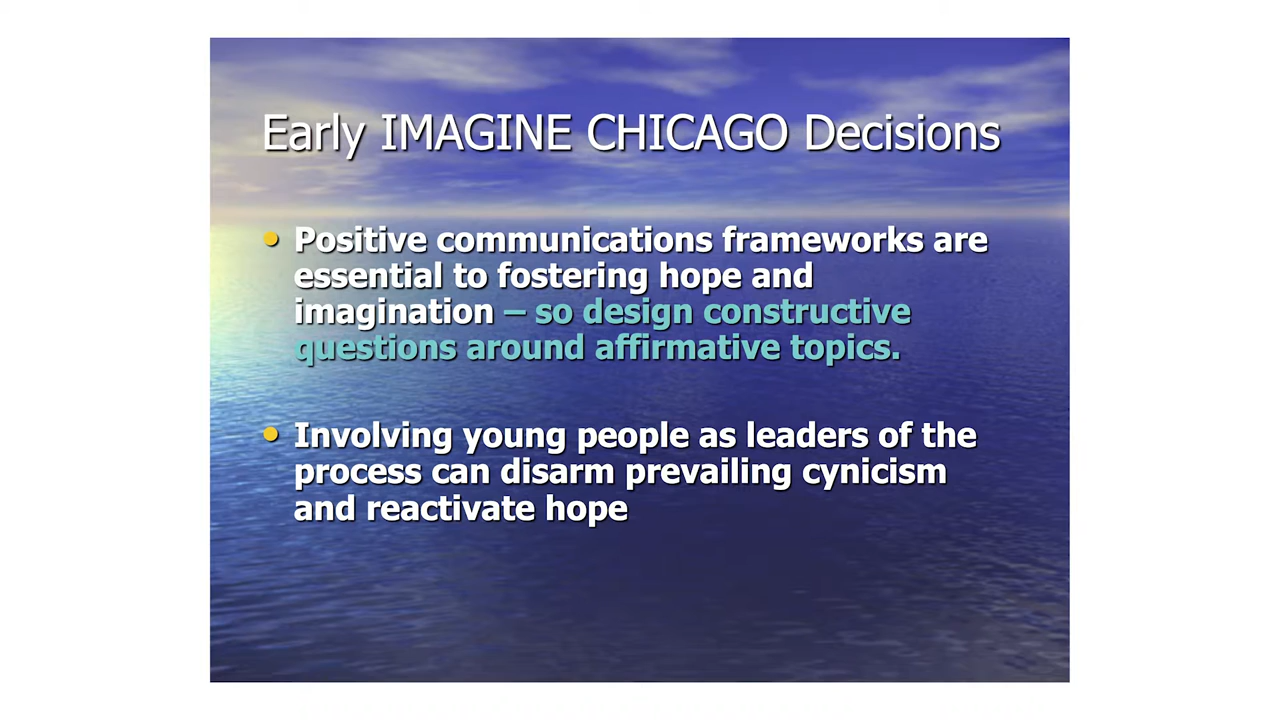 Early IMAGINE CHICAGO Decisions
• Positive communications frameworks are
essential to fostering hope and
imagination – so design constructive
questions around affirmative topics.
• Involving young people as leaders of the
process can disarm prevailing cynicism
and reactivate hope